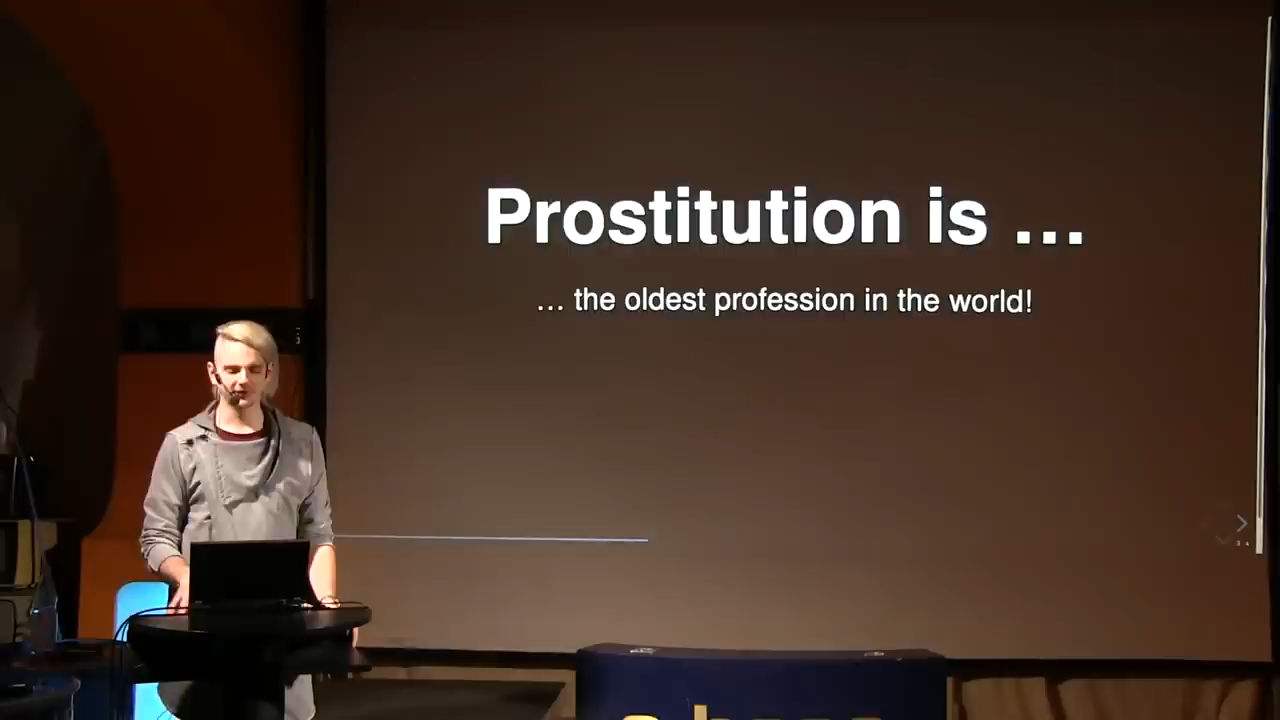 Prostitution is ...
... the oldest profession in the world!